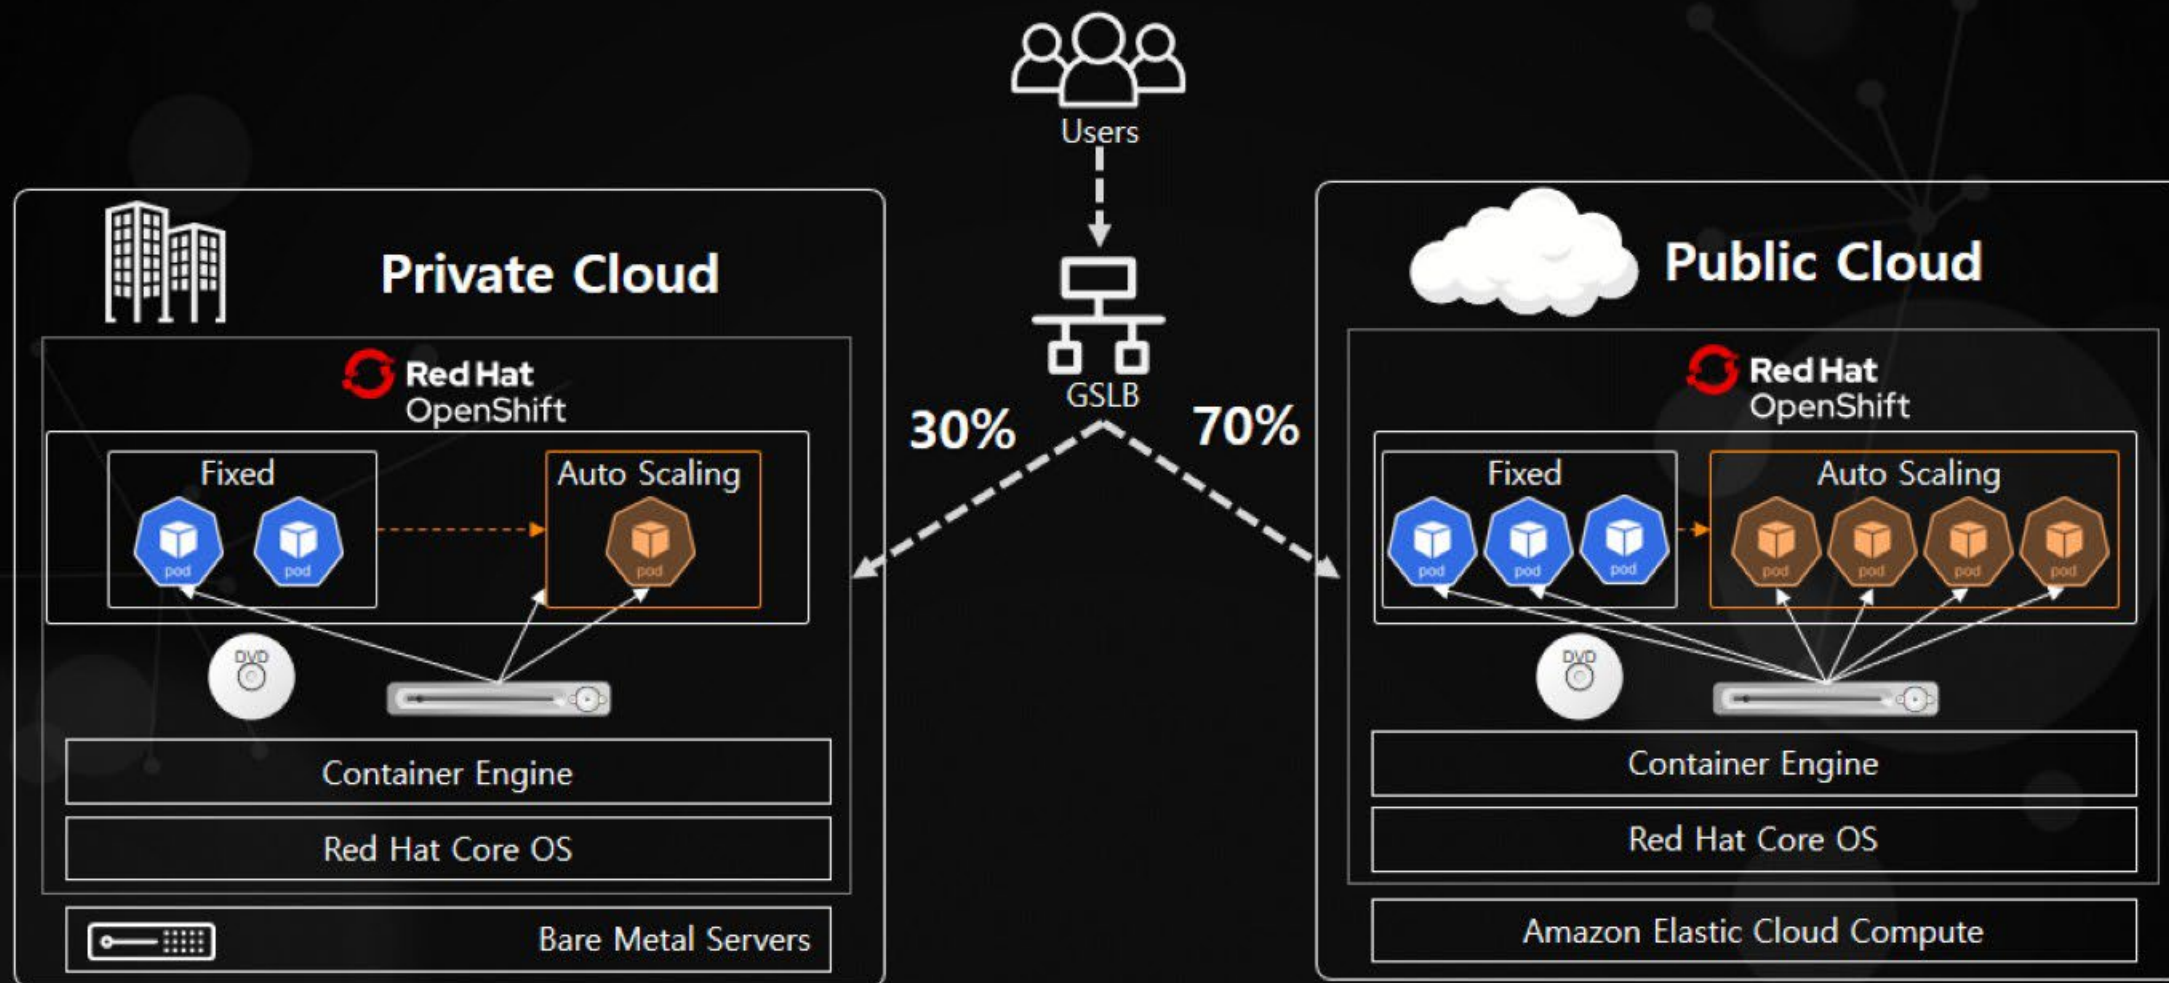 Users
Private Cloud
Public Cloud
Red Hat
OpenShift
Red Hat
OpenShift
GSLB
30%
70%
Fixed
Auto Scaling
pod
pod
pod
Fixed
Auto Scaling
pod
pod
pod
pod
pod
pod
pod
DVD
DVD
Container Engine
Red Hat Core OS
Bare Metal Servers
Container Engine
Red Hat Core OS
Amazon Elastic Cloud Compute